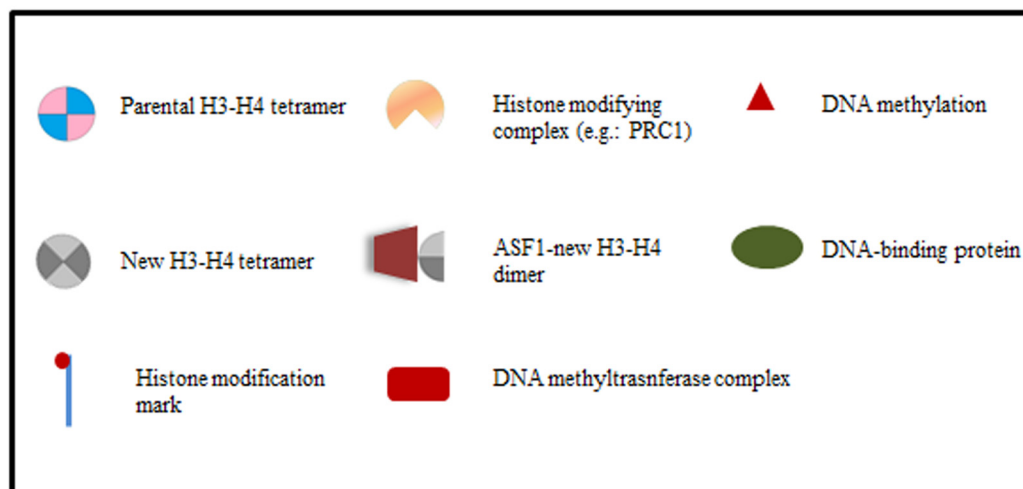 Parental H3-H4 tetramer
Histone modifying
complex (e.g.: PRC1)
DNA methylation
New H3-H4 tetramer
ASF1-new H3-H4
dimer
DNA-binding protein
Histone modification
mark
DNA methyltrasnferase complex